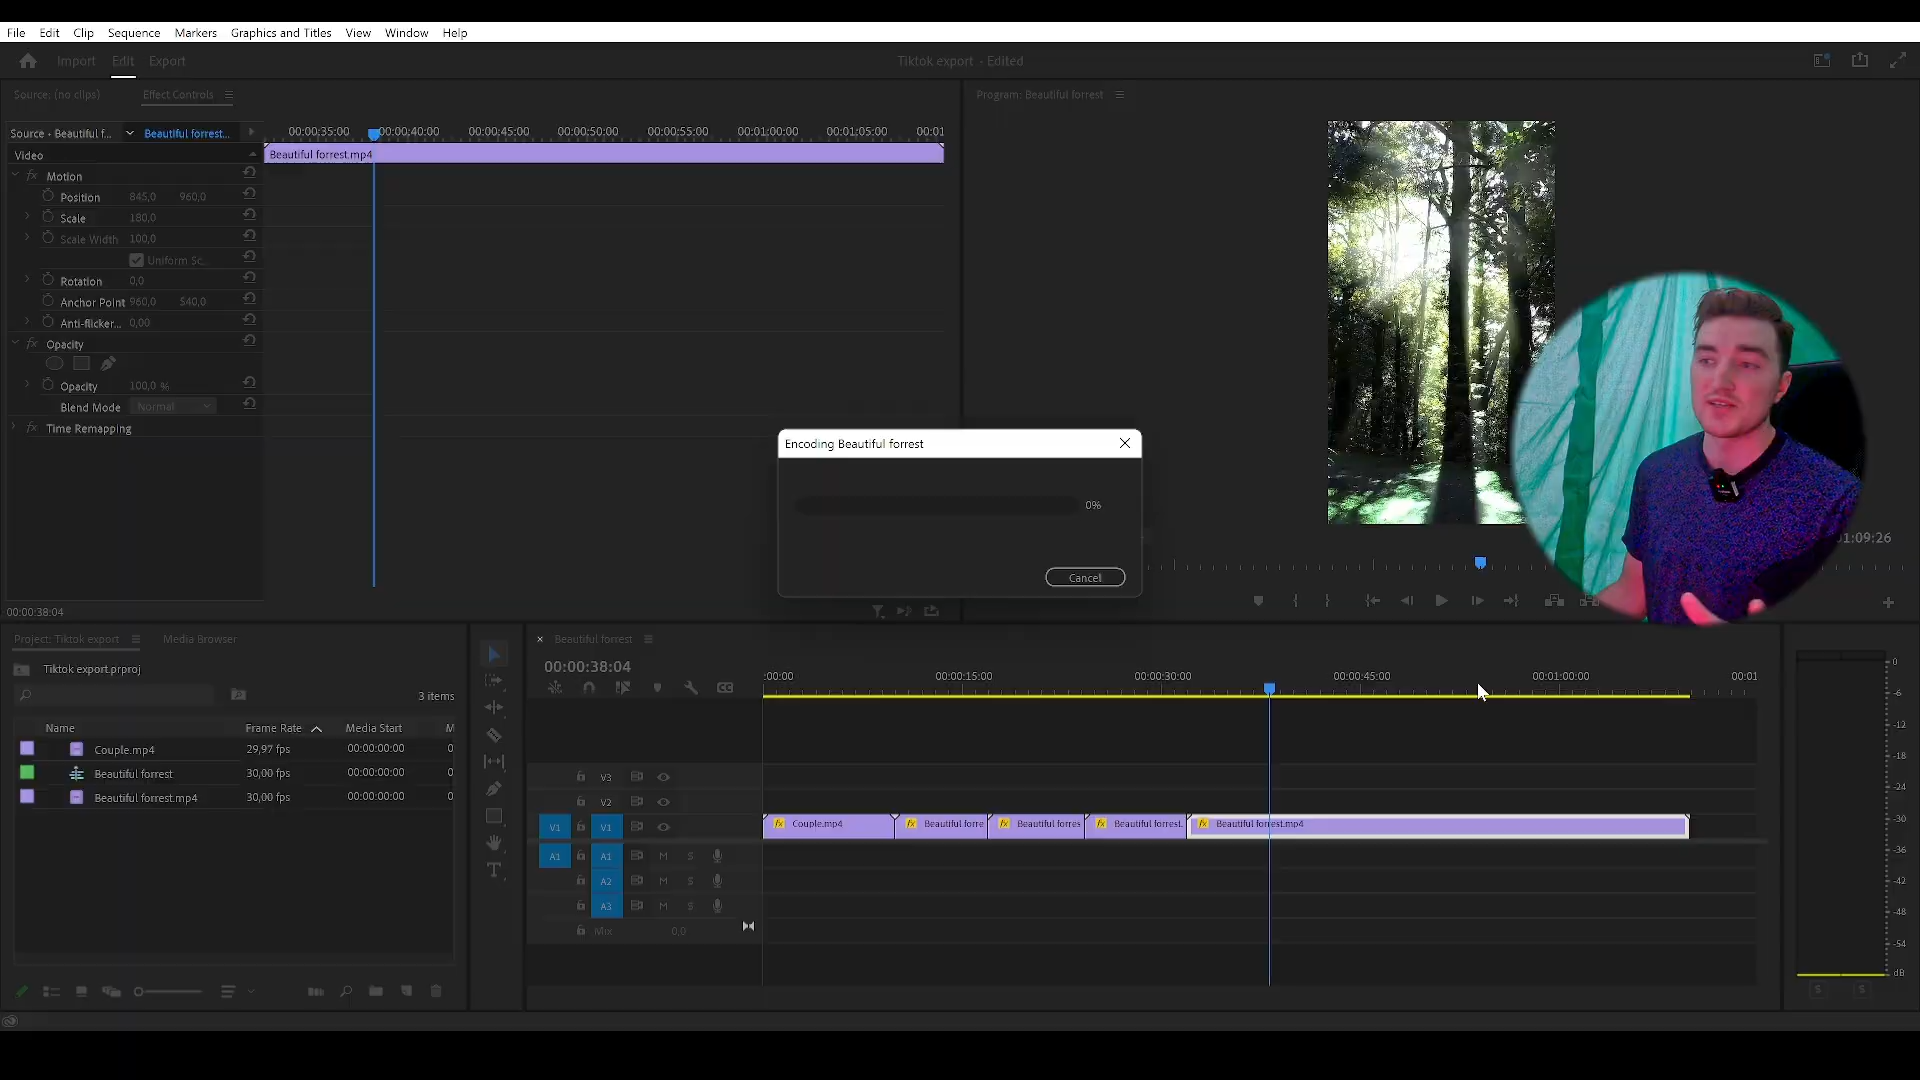 File Edit Clip Sequence Markers Graphics and Titles View Window Help
Import Edit Export
Tiktok export - Edited
Source: (no clips) Effect Controls
Program: Beautiful forrest
Source - Beautiful f... Beautiful forrest...
00:00:35:00 00:00:40:00 00:00:45:00 00:00:50:00 00:00:55:00 00:01:00:00 00:01:05:00 00:01
Video
Beautiful forrest.mp4
fx Motion
Position 845,0 960,0
Scale 180,0
Scale Width 100,0
Uniform Sc...
Rotation 0,0
Anchor Point 960,0 540,0
Anti-flicker... 0,00
fx Opacity
Opacity 100,0 %
Blend Mode Normal
fx Time Remapping
Encoding Beautiful forrest
0%
Cancel
1:09:26
00:00:38:04
Project: Tiktok export Media Browser
Tiktok export.prproj
3 items
Name Frame Rate Media Start M
Couple.mp4 29,97 fps 00:00:00:00 0
Beautiful forrest 30,00 fps 00:00:00:00 0
Beautiful forrest.mp4 30,00 fps 00:00:00:00 0
Beautiful forrest
00:00:38:04
:00:00 00:00:15:00 00:00:30:00 00:00:45:00 00:01:00:00 00:01
V3
V2
V1 V1
fx Couple.mp4 fx Beautiful forre fx Beautiful forres fx Beautiful forrest. fx Beautiful forrest.mp4
A1 A1 M S
A2 M S
A3 M S
Mix 0,0
0
-6
-12
-18
-24
-30
-36
-42
-48
-54
dB
S S